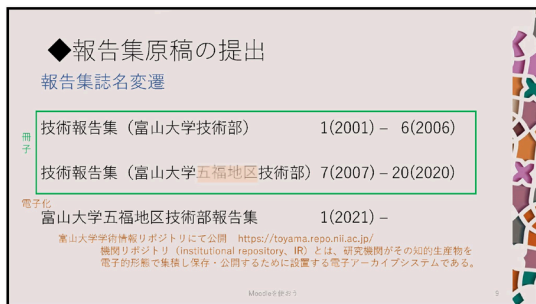 ◆報告集原稿の提出
報告集誌名変遷
冊子
技術報告集（富山大学技術部） 1(2001) – 6(2006)
技術報告集（富山大学五福地区技術部）7(2007) – 20(2020)
電子化
富山大学五福地区技術部報告集 1(2021) –
富山大学学術情報リポジトリにて公開 https://toyama.repo.nii.ac.jp/
機関リポジトリ（institutional repository、IR）とは、研究機関がその知的生産物を
電子的形態で集積し保存・公開するために設置する電子アーカイブシステムである。
Moodleを使おう 9